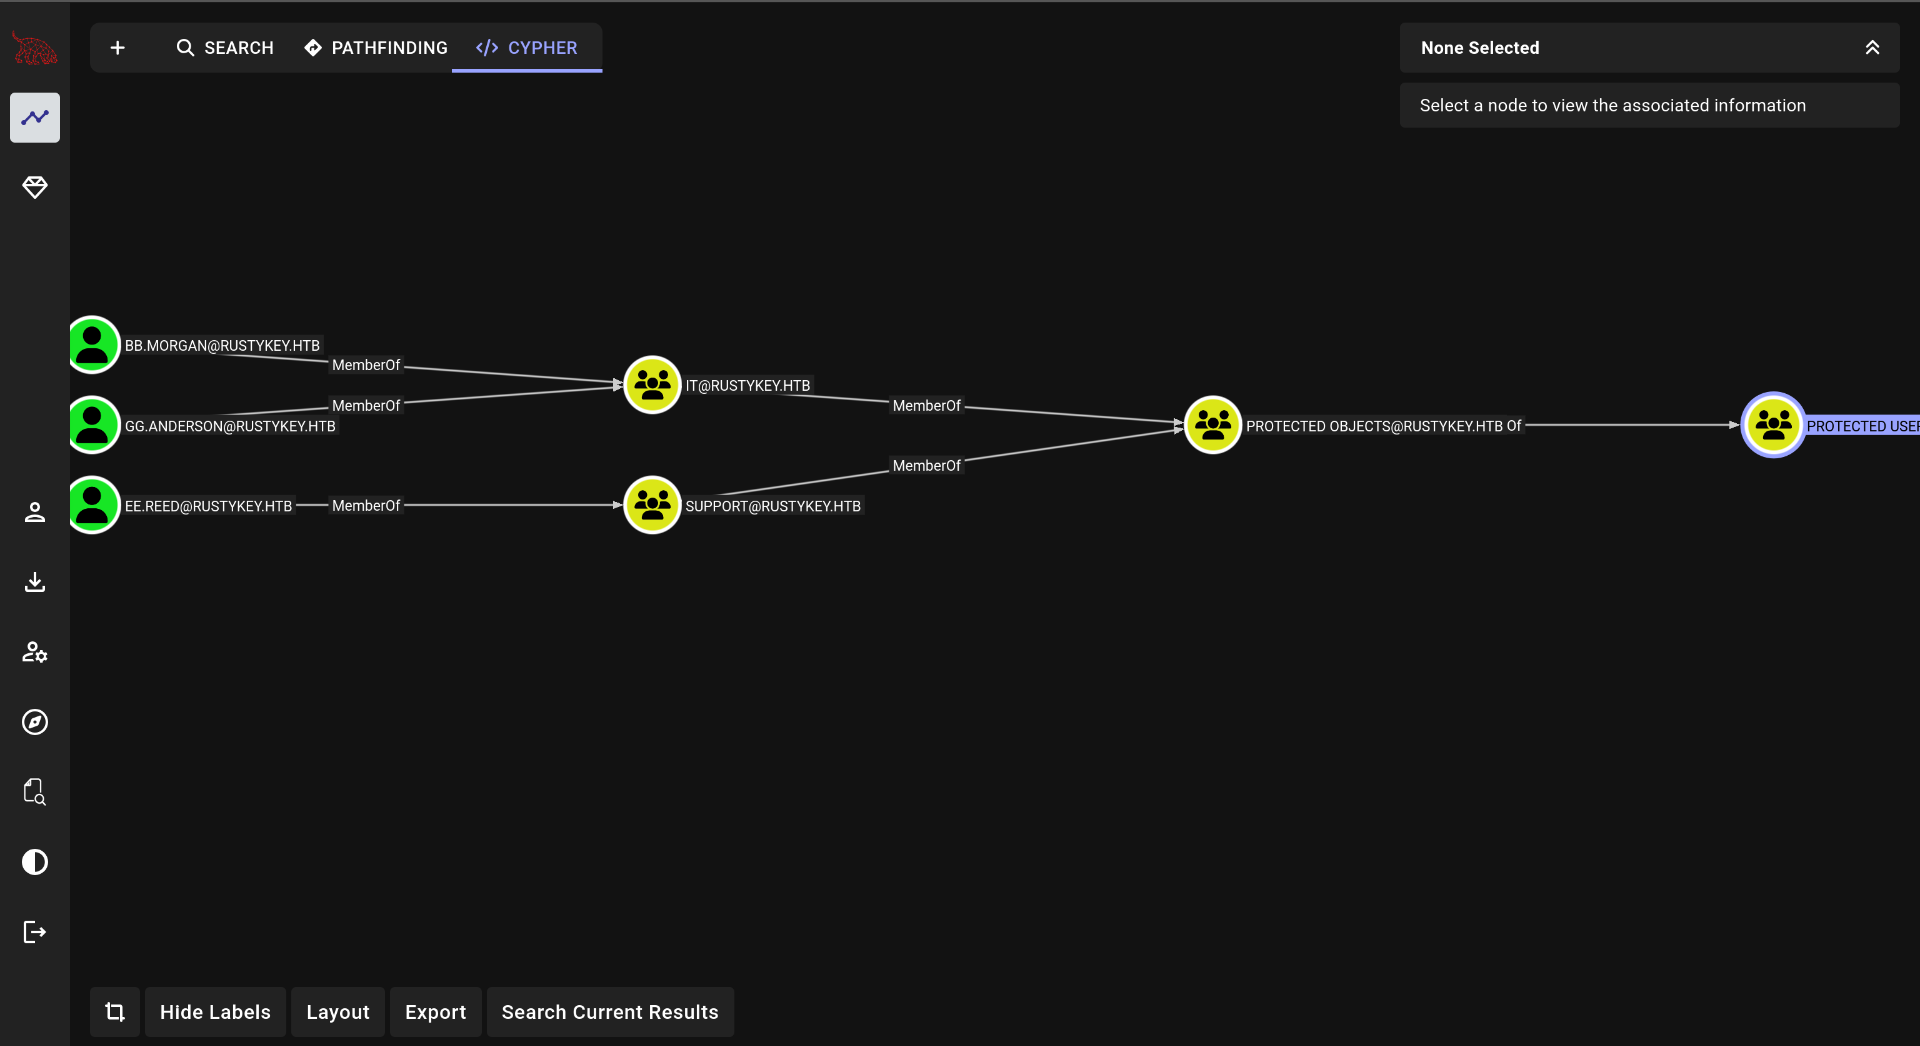 SEARCH
PATHFINDING
CYPHER
None Selected
Select a node to view the associated information
BB.MORGAN@RUSTYKEY.HTB
MemberOf
IT@RUSTYKEY.HTB
MemberOf
GG.ANDERSON@RUSTYKEY.HTB
MemberOf
PROTECTED OBJECTS@RUSTYKEY.HTB Of
PROTECTED USER
MemberOf
EE.REED@RUSTYKEY.HTB
MemberOf
SUPPORT@RUSTYKEY.HTB
Hide Labels
Layout
Export
Search Current Results